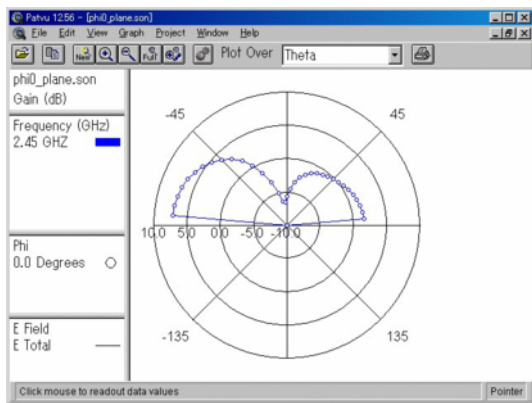 Patvu 12.56 - [phi0_plane.son]
File Edit View Graph Project Window Help
New Full Plot Over Theta
phi0_plane.son
Gain (dB)
Frequency (GHz)
2.45 GHZ
Phi
0.0 Degrees
E Field
E Total
-45 45
10.0 5.0 0.0 -5.0 -10.0
-135 135
Click mouse to readout data values Pointer